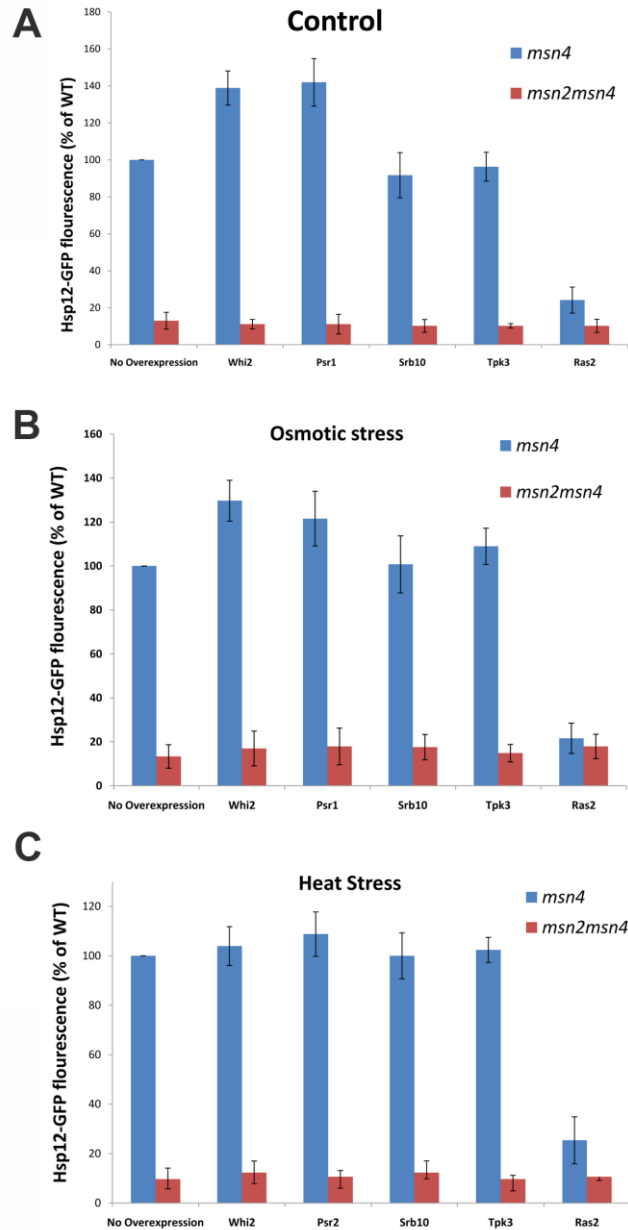 A
Control
Hsp12-GFP flourescence (% of WT)
180
160
140
120
100
80
60
40
20
0
msn4
msn2msn4
No Overexpression Whi2 Psr1 Srb10 Tpk3 Ras2
B
Osmotic stress
Hsp12-GFP flourescence (% of WT)
160
140
120
100
80
60
40
20
0
msn4
msn2msn4
No Overexpression Whi2 Psr1 Srb10 Tpk3 Ras2
C
Heat Stress
Hsp12-GFP flourescence (% of WT)
120
100
80
60
40
20
0
msn4
msn2msn4
No Overexpression Whi2 Psr2 Srb10 Tpk3 Ras2